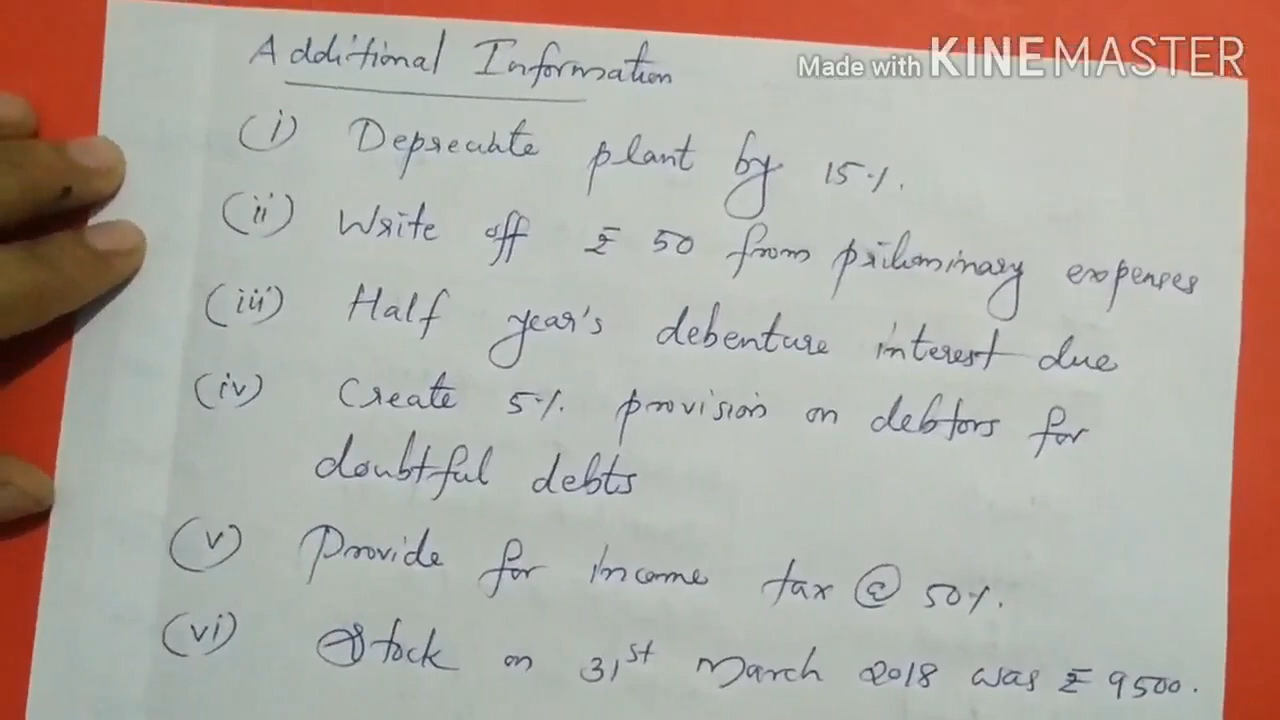 Additional Information
Made with KINEMASTER
(i) Depreciate plant by 15%.
(ii) Write off ₹ 50 from preliminary expenses
(iii) Half year's debenture interest due
(iv) Create 5% provision on debtors for
doubtful debts
(v) Provide for income tax @ 50%.
(vi) Stock on 31st March 2018 was ₹ 9500.